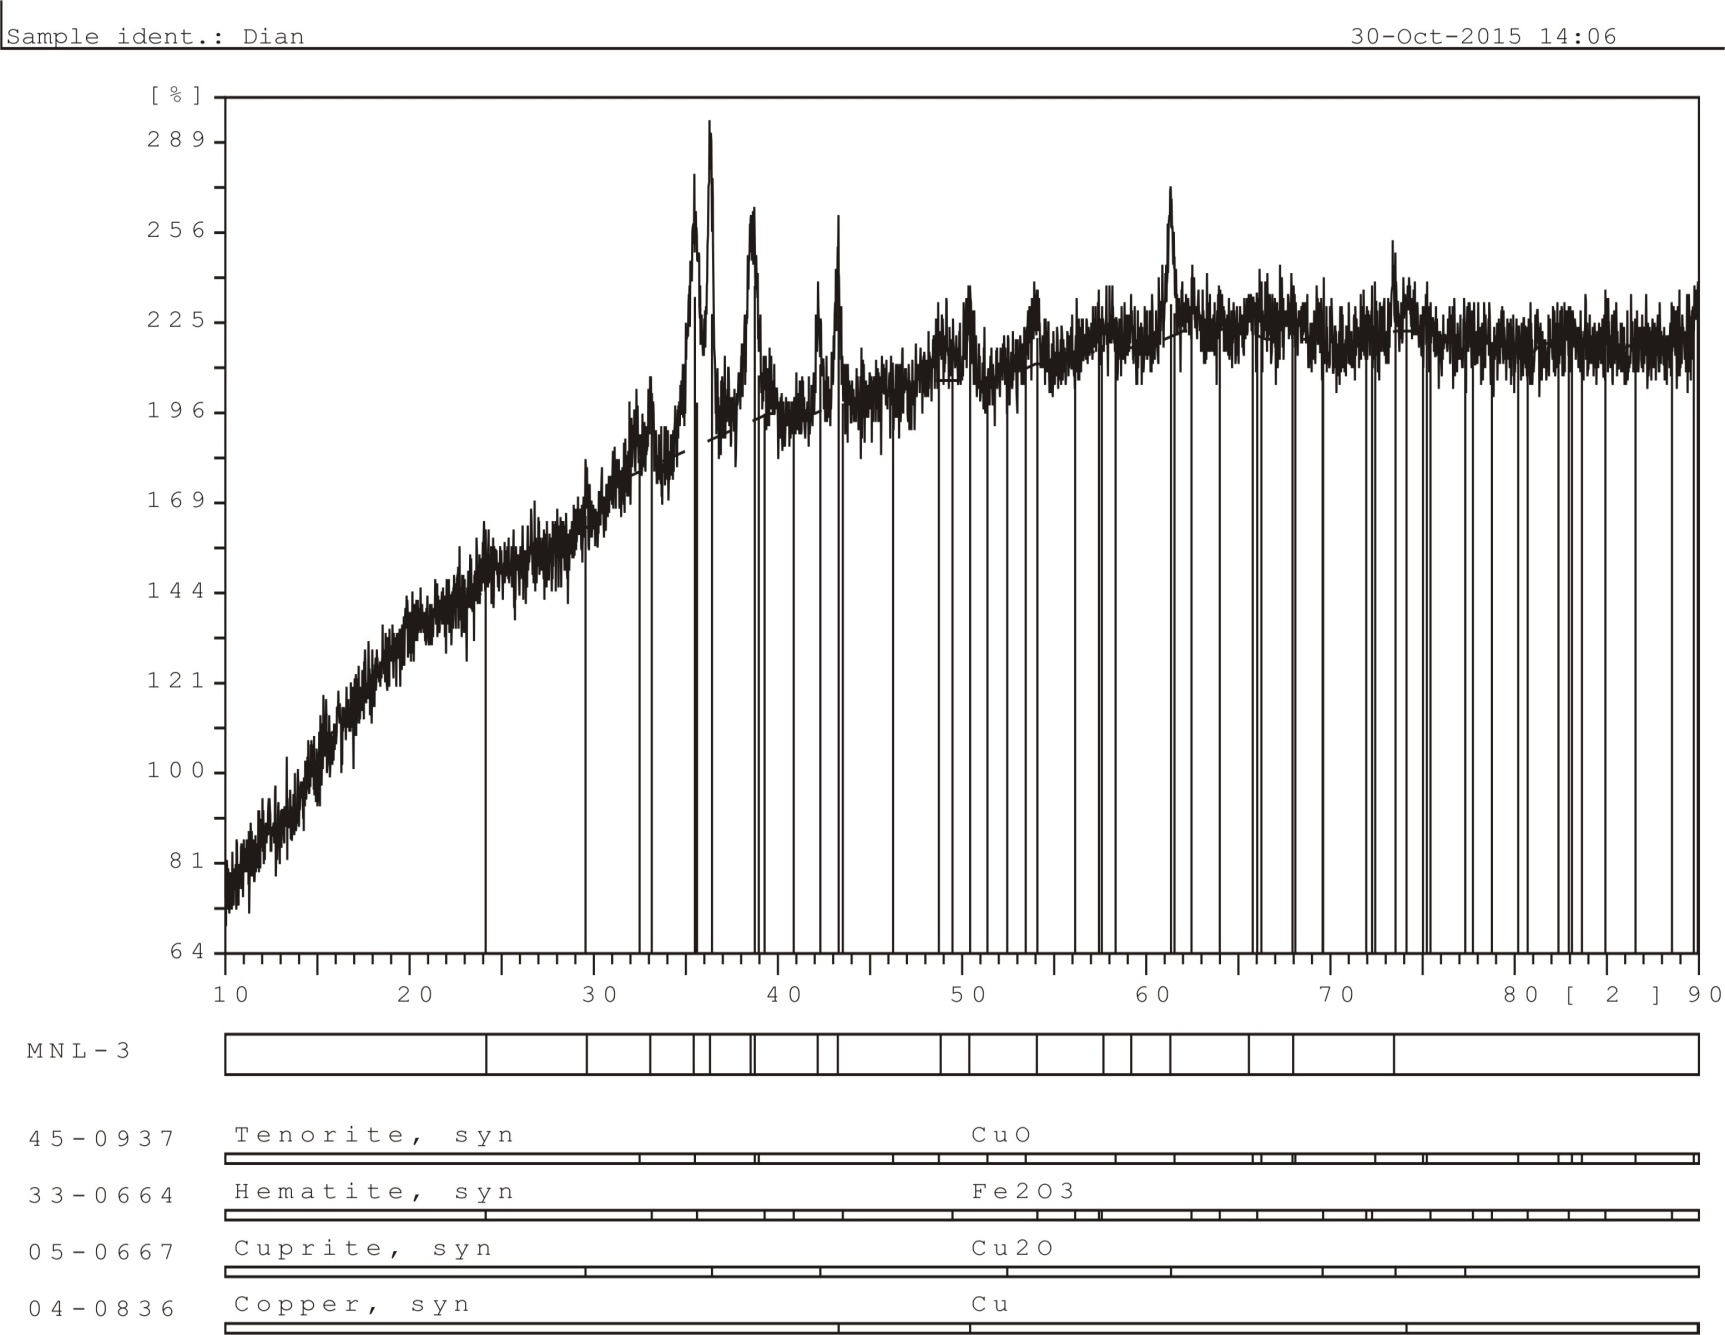 Sample ident.: Dian 30-Oct-2015 14:06
[%]
289
256
225
196
169
144
121
100
81
64
10 20 30 40 50 60 70 80 [ 2 ] 90
MNL-3
45-0937 Tenorite, syn CuO
33-0664 Hematite, syn Fe2O3
05-0667 Cuprite, syn Cu2O
04-0836 Copper, syn Cu